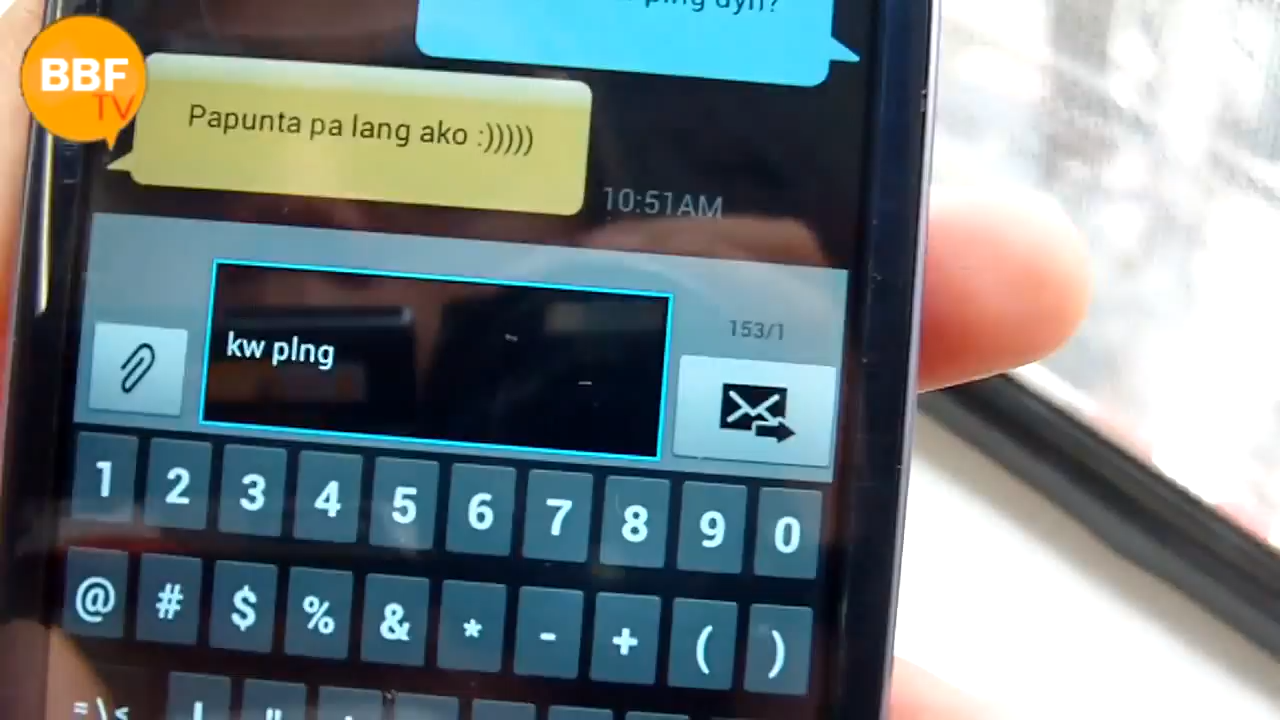 BBF
TV
dyn?
Papunta pa lang ako :)))))
10:51AM
kw plng
153/1
1 2 3 4 5 6 7 8 9 0
@ # $ % & * - + ( )